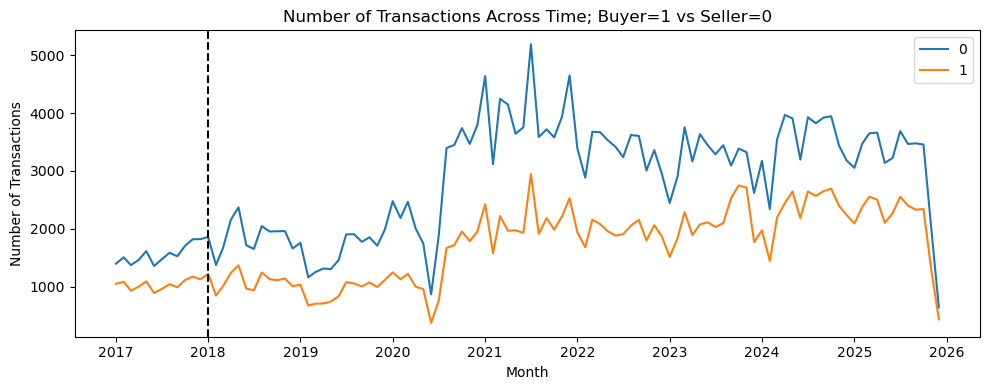 Number of Transactions Across Time; Buyer=1 vs Seller=0
Number of Transactions
5000
4000
3000
2000
1000
0
1
2017 2018 2019 2020 2021 2022 2023 2024 2025 2026
Month